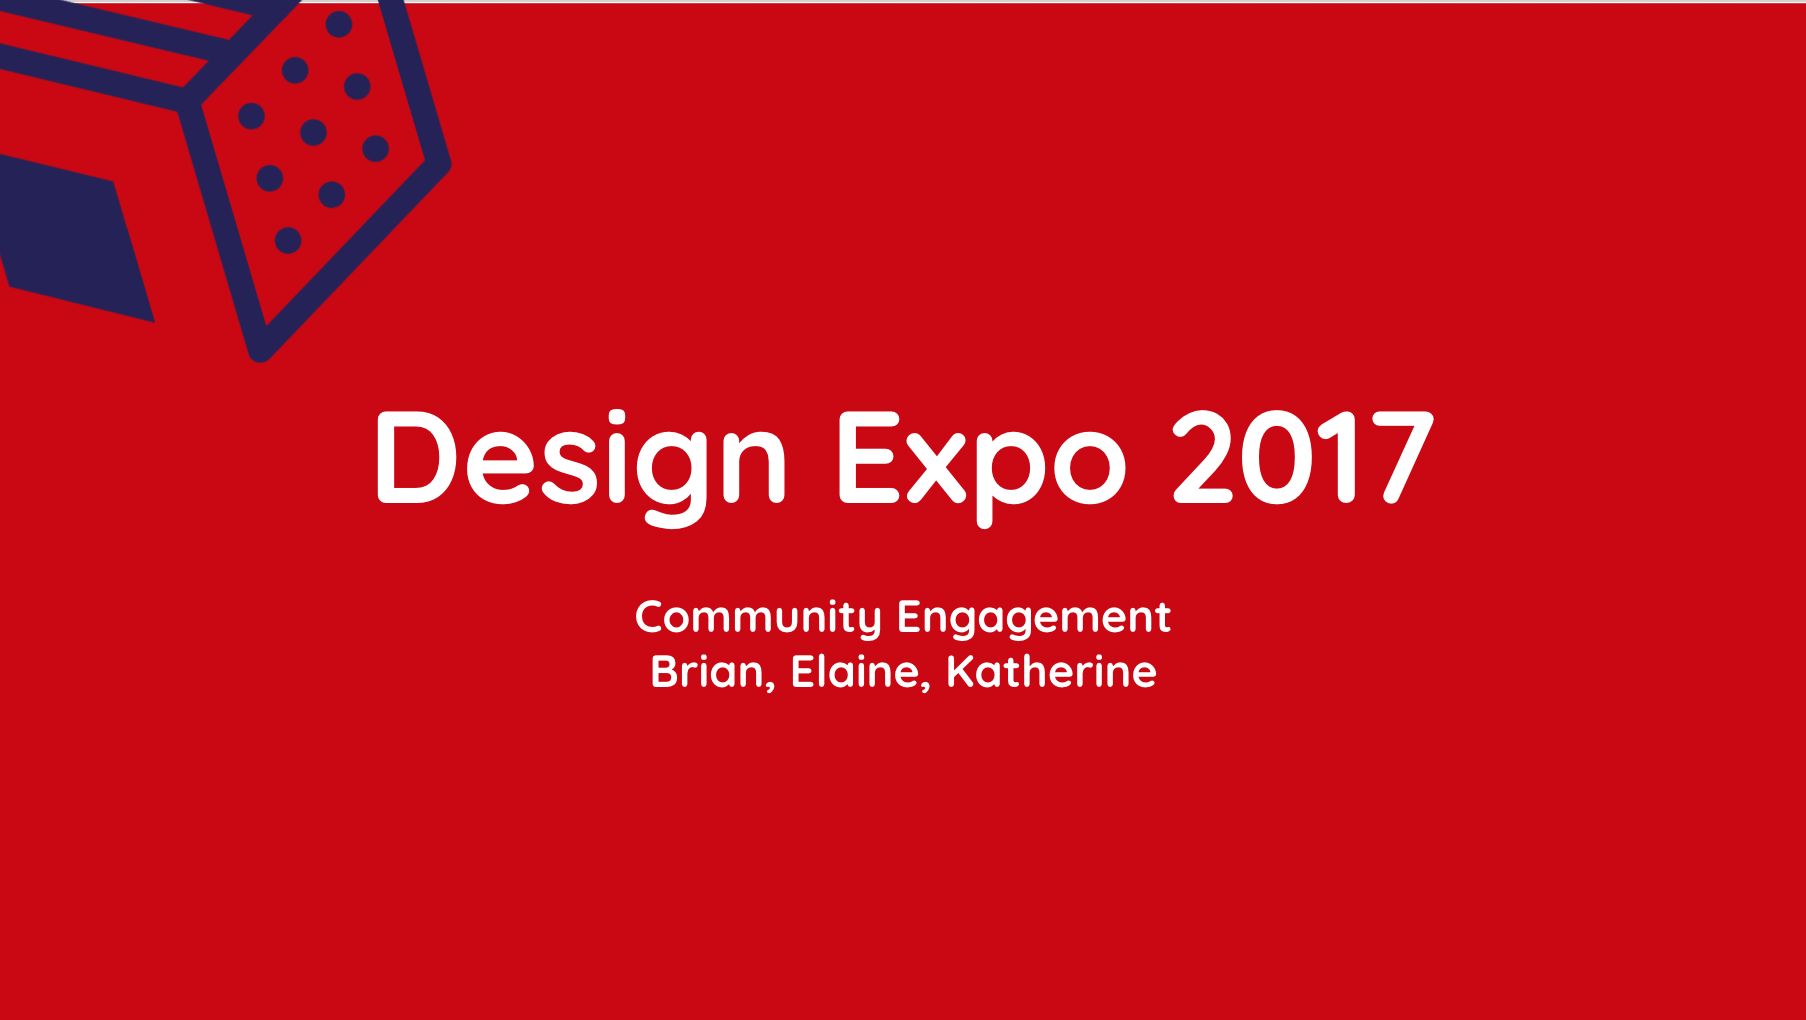 Design Expo 2017
Community Engagement
Brian, Elaine, Katherine